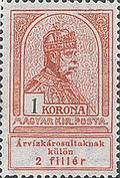 1 KORONA
MAGYAR KIR. POSTA
Árvízkárosultaknak
külön
2 fillér